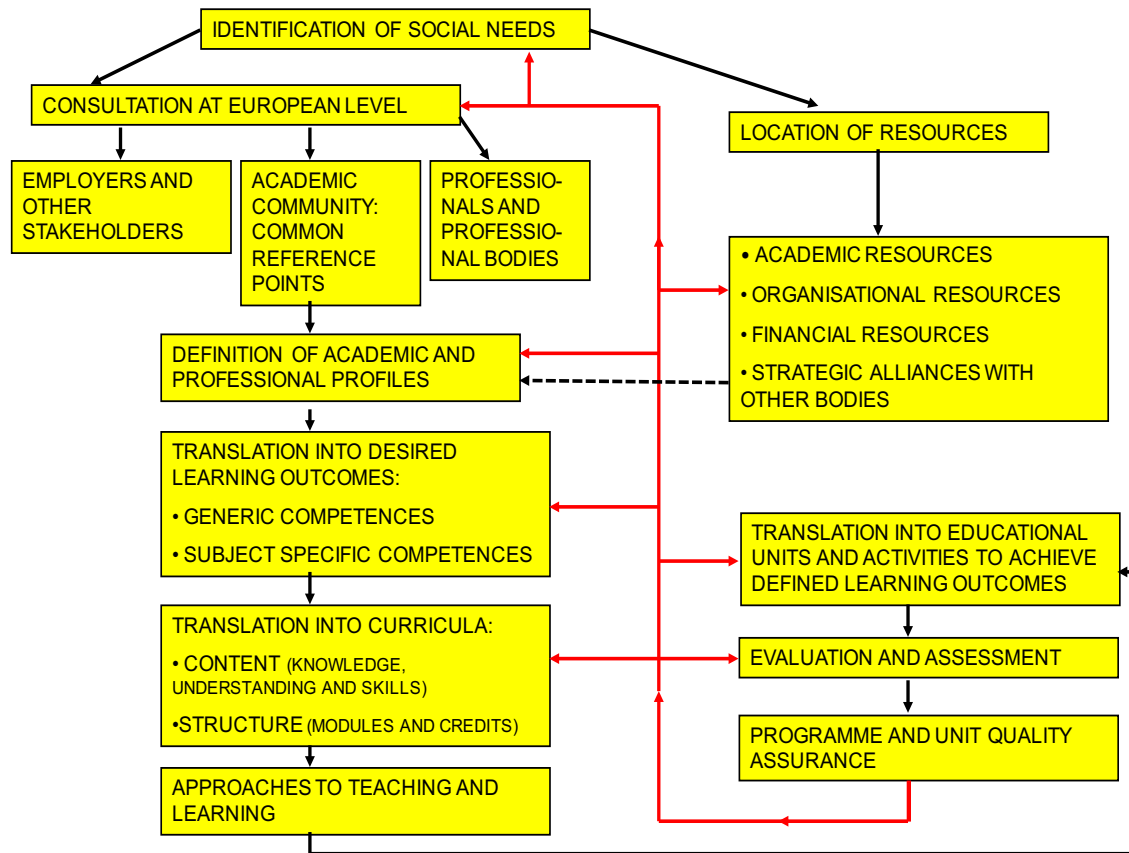 IDENTIFICATION OF SOCIAL NEEDS
CONSULTATION AT EUROPEAN LEVEL
LOCATION OF RESOURCES
EMPLOYERS AND
OTHER
STAKEHOLDERS
ACADEMIC
COMMUNITY:
COMMON
REFERENCE
POINTS
PROFESSIO-
NALS AND
PROFESSIO-
NAL BODIES
• ACADEMIC RESOURCES
• ORGANISATIONAL RESOURCES
• FINANCIAL RESOURCES
• STRATEGIC ALLIANCES WITH
OTHER BODIES
DEFINITION OF ACADEMIC AND
PROFESSIONAL PROFILES
TRANSLATION INTO DESIRED
LEARNING OUTCOMES:
• GENERIC COMPETENCES
• SUBJECT SPECIFIC COMPETENCES
TRANSLATION INTO CURRICULA:
• CONTENT (KNOWLEDGE,
UNDERSTANDING AND SKILLS)
•STRUCTURE (MODULES AND CREDITS)
APPROACHES TO TEACHING AND
LEARNING
TRANSLATION INTO EDUCATIONAL
UNITS AND ACTIVITIES TO ACHIEVE
DEFINED LEARNING OUTCOMES
EVALUATION AND ASSESSMENT
PROGRAMME AND UNIT QUALITY
ASSURANCE